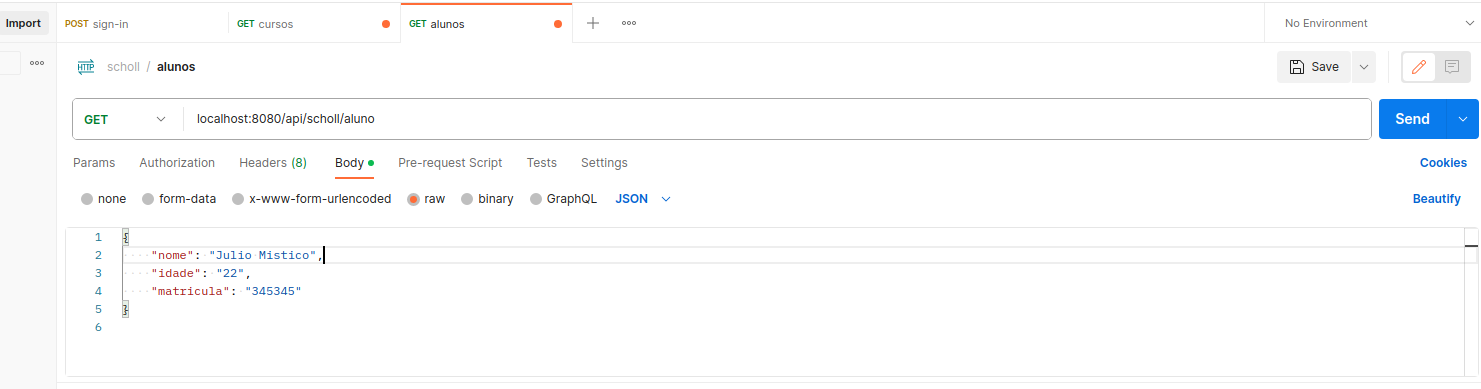 Import
POST sign-in
GET cursos
GET alunos
No Environment
HTTP
scholl / alunos
Save
GET
localhost:8080/api/scholl/aluno
Send
Params
Authorization
Headers (8)
Body
Pre-request Script
Tests
Settings
Cookies
none
form-data
x-www-form-urlencoded
raw
binary
GraphQL
JSON
Beautify
1 {
2 "nome": "Julio Mistico",
3 "idade": "22",
4 "matricula": "345345"
5 }
6